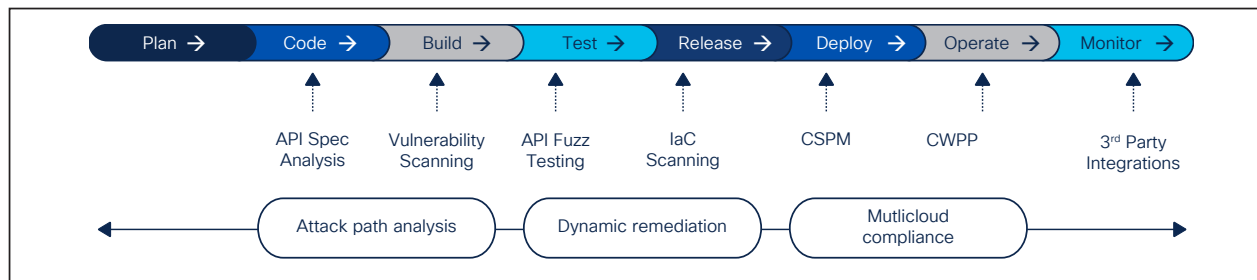 Plan → Code → Build → Test → Release → Deploy → Operate → Monitor →
API Spec
Analysis
Vulnerability
Scanning
API Fuzz
Testing
IaC
Scanning
CSPM
CWPP
3rd Party
Integrations
Attack path analysis
Dynamic remediation
Mutlicloud
compliance